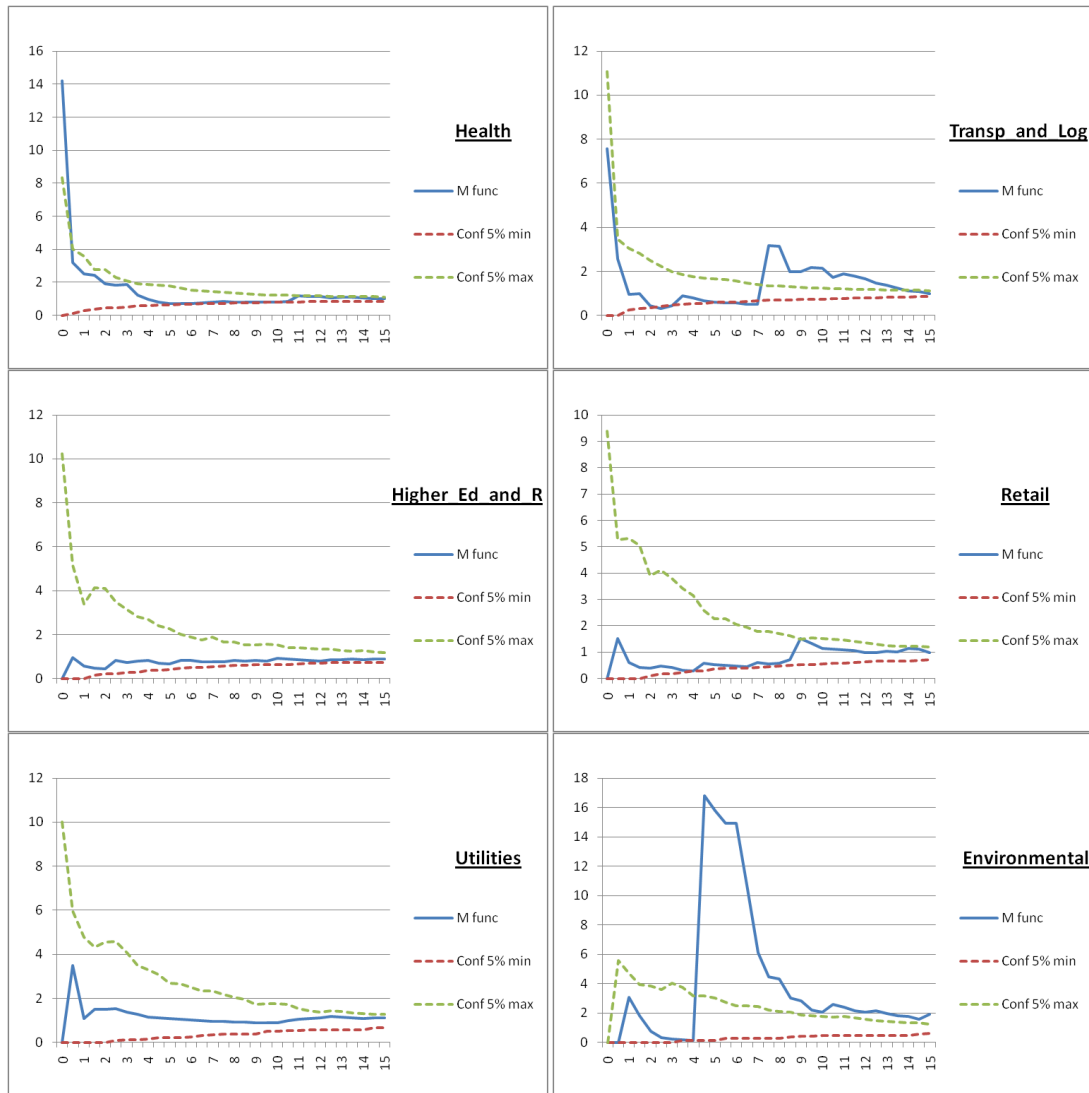 16
14
12
10
8
6
4
2
0
0 1 2 3 4 5 6 7 8 9 10 11 12 13 14 15
Health
M func
Conf 5% min
Conf 5% max
12
10
8
6
4
2
0
0 1 2 3 4 5 6 7 8 9 10 11 12 13 14 15
Transp and Log
M func
Conf 5% min
Conf 5% max
12
10
8
6
4
2
0
0 1 2 3 4 5 6 7 8 9 10 11 12 13 14 15
Higher Ed and R
M func
Conf 5% min
Conf 5% max
10
9
8
7
6
5
4
3
2
1
0
0 1 2 3 4 5 6 7 8 9 10 11 12 13 14 15
Retail
M func
Conf 5% min
Conf 5% max
12
10
8
6
4
2
0
0 1 2 3 4 5 6 7 8 9 10 11 12 13 14 15
Utilities
M func
Conf 5% min
Conf 5% max
18
16
14
12
10
8
6
4
2
0
0 1 2 3 4 5 6 7 8 9 10 11 12 13 14 15
Environmental
M func
Conf 5% min
Conf 5% max